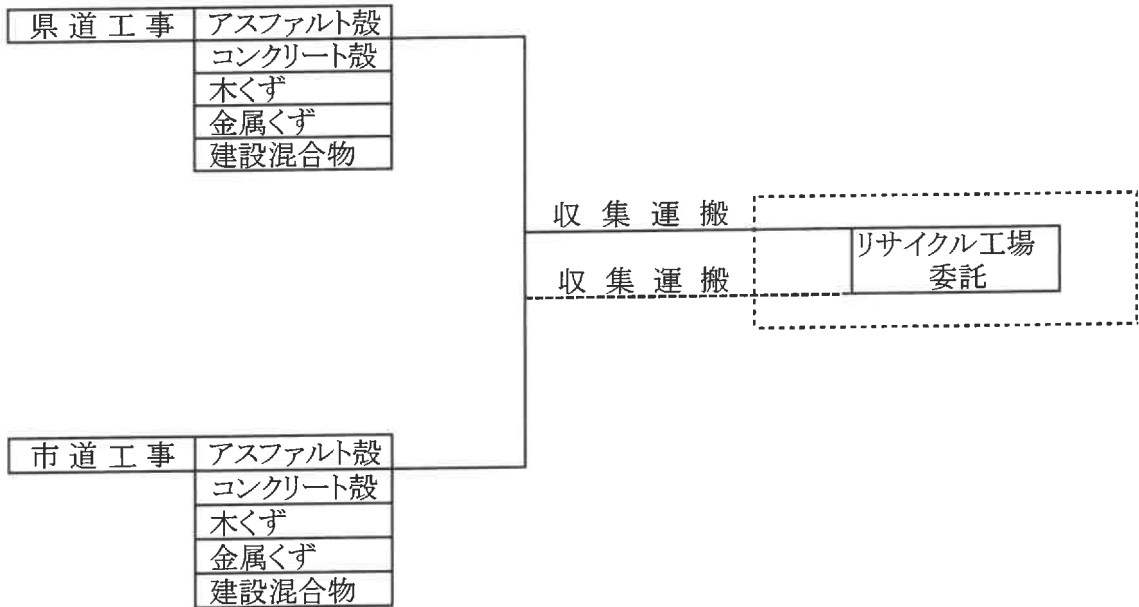 県道工事 アスファルト殻
コンクリート殻
木くず
金属くず
建設混合物
収集運搬
リサイクル工場
委託
収集運搬
市道工事 アスファルト殻
コンクリート殻
木くず
金属くず
建設混合物